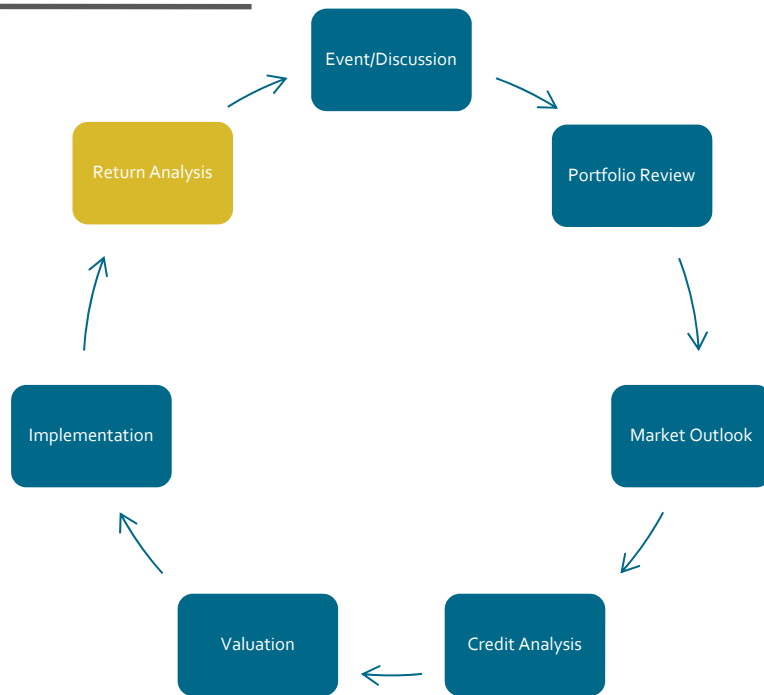 Event/Discussion
Portfolio Review
Market Outlook
Credit Analysis
Valuation
Implementation
Return Analysis